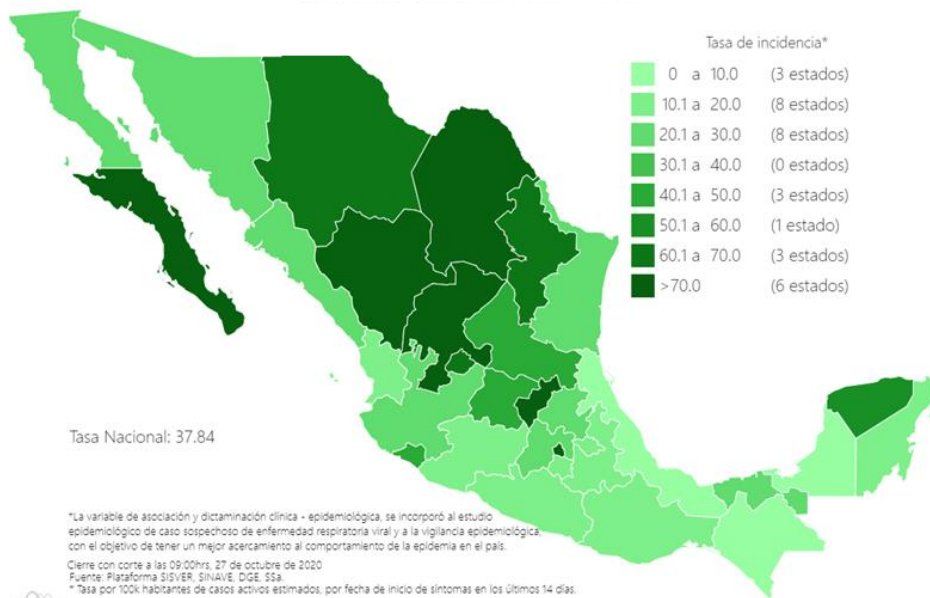 Tasa de incidencia*
0 a 10.0 (3 estados)
10.1 a 20.0 (8 estados)
20.1 a 30.0 (8 estados)
30.1 a 40.0 (0 estados)
40.1 a 50.0 (3 estados)
50.1 a 60.0 (1 estado)
60.1 a 70.0 (3 estados)
>70.0 (6 estados)
Tasa Nacional: 37.84
*La variable de asociación y dictaminación clínica - epidemiológica, se incorporó al estudio
epidemiológico de caso sospechoso de enfermedad respiratoria viral y a la vigilancia epidemiológica,
con el objetivo de tener un mejor acercamiento al comportamiento de la epidemia en el país.
Cierre con corte a las 09:00hrs, 27 de octubre de 2020
Fuente: Plataforma SISVER, SINAVE, DGE, SSa.
* Tasa por 100k habitantes de casos activos estimados, por fecha de inicio de síntomas en los últimos 14 días.